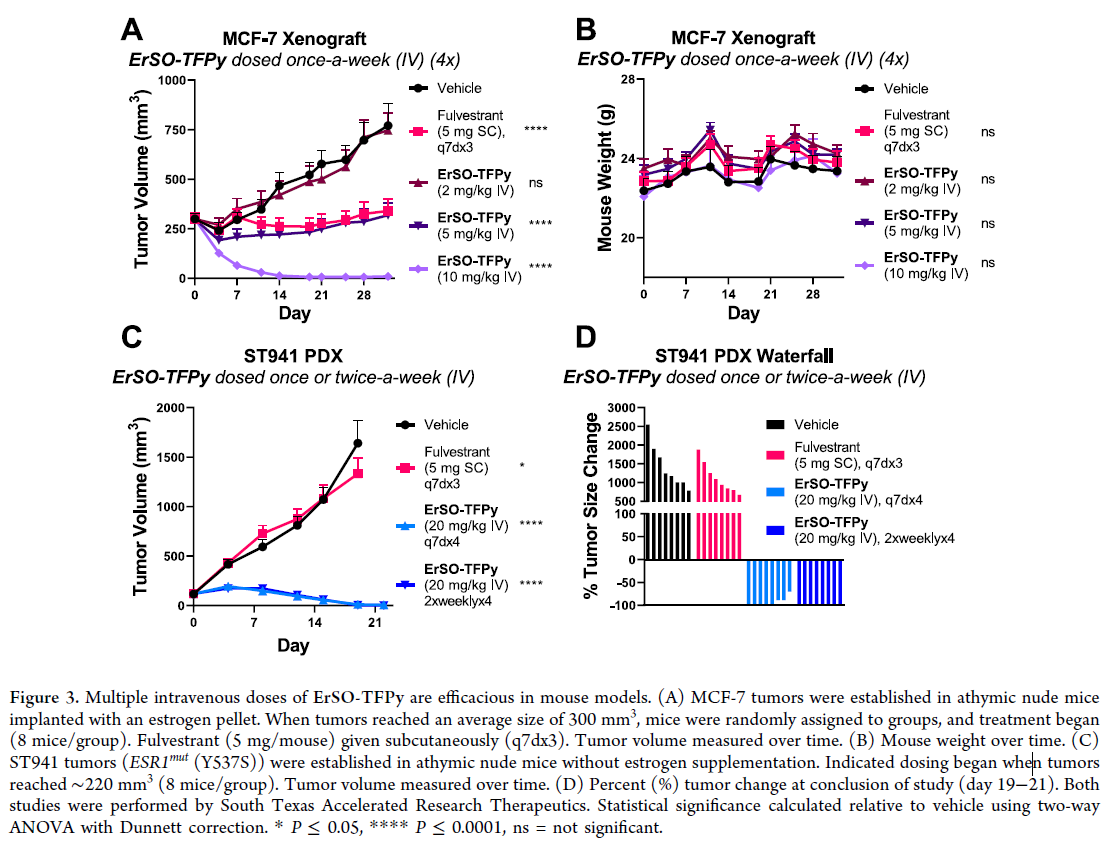 A
MCF-7 Xenograft
ErSO-TFPy dosed once-a-week (IV) (4x)
Tumor Volume (mm³)
1000
750
500
250
0
0
7
14
21
28
Day
Vehicle
Fulvestrant
(5 mg SC),
q7dx3
****
ErSO-TFPy
(2 mg/kg IV)
ns
ErSO-TFPy
(5 mg/kg IV)
****
ErSO-TFPy
(10 mg/kg IV)
****
B
MCF-7 Xenograft
ErSO-TFPy dosed once-a-week (IV) (4x)
Mouse Weight (g)
28
24
20
0
7
14
21
28
Day
Vehicle
Fulvestrant
(5 mg SC)
q7dx3
ns
ErSO-TFPy
(2 mg/kg IV)
ns
ErSO-TFPy
(5 mg/kg IV)
ns
ErSO-TFPy
(10 mg/kg IV)
ns
C
ST941 PDX
ErSO-TFPy dosed once or twice-a-week (IV)
Tumor Volume (mm³)
2000
1500
1000
500
0
0
7
14
21
Day
Vehicle
Fulvestrant
(5 mg SC)
q7dx3
*
ErSO-TFPy
(20 mg/kg IV)
q7dx4
****
ErSO-TFPy
(20 mg/kg IV)
2xweeklyx4
****
D
ST941 PDX Waterfall
ErSO-TFPy dosed once or twice-a-week (IV)
% Tumor Size Change
3000
2500
2000
1500
1000
500
100
50
0
-50
-100
Vehicle
Fulvestrant
(5 mg SC), q7dx3
ErSO-TFPy
(20 mg/kg IV), q7dx4
ErSO-TFPy
(20 mg/kg IV), 2xweeklyx4
Figure 3. Multiple intravenous doses of ErSO-TFPy are efficacious in mouse models. (A) MCF-7 tumors were established in athymic nude mice
implanted with an estrogen pellet. When tumors reached an average size of 300 mm³, mice were randomly assigned to groups, and treatment began
(8 mice/group). Fulvestrant (5 mg/mouse) given subcutaneously (q7dx3). Tumor volume measured over time. (B) Mouse weight over time. (C)
ST941 tumors (ESR1ᵐᵘᵗ (Y537S)) were established in athymic nude mice without estrogen supplementation. Indicated dosing began when tumors
reached ∼220 mm³ (8 mice/group). Tumor volume measured over time. (D) Percent (%) tumor change at conclusion of study (day 19−21). Both
studies were performed by South Texas Accelerated Research Therapeutics. Statistical significance calculated relative to vehicle using two-way
ANOVA with Dunnett correction. * P ≤ 0.05, **** P ≤ 0.0001, ns = not significant.